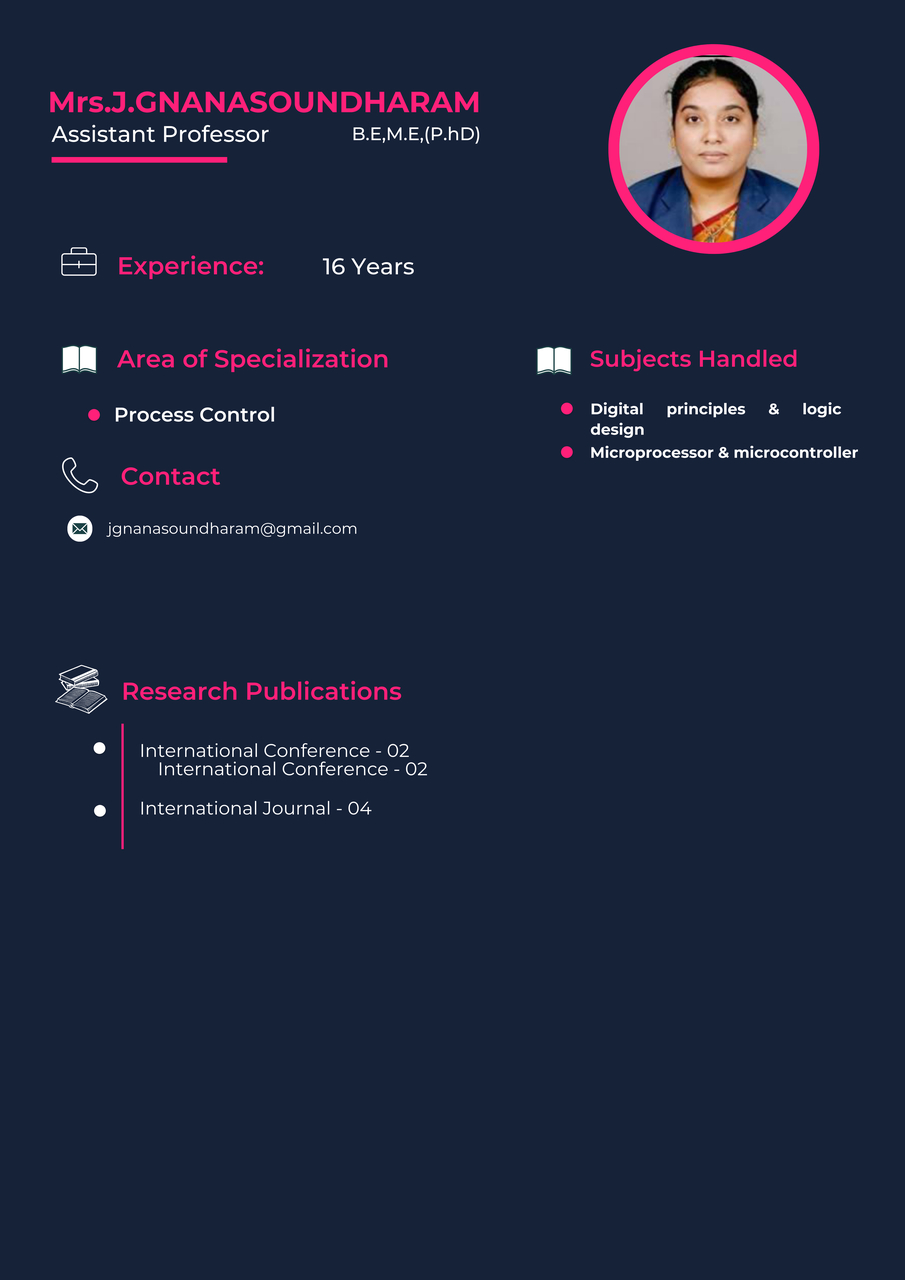 Mrs.J.GNANASOUNDHARAM
Assistant Professor B.E,M.E,(P.hD)
Experience: 16 Years
Area of Specialization
Process Control
Contact
jgnanasoundharam@gmail.com
Subjects Handled
Digital principles & logic
design
Microprocessor & microcontroller
Research Publications
International Conference - 02
International Conference - 02
International Journal - 04